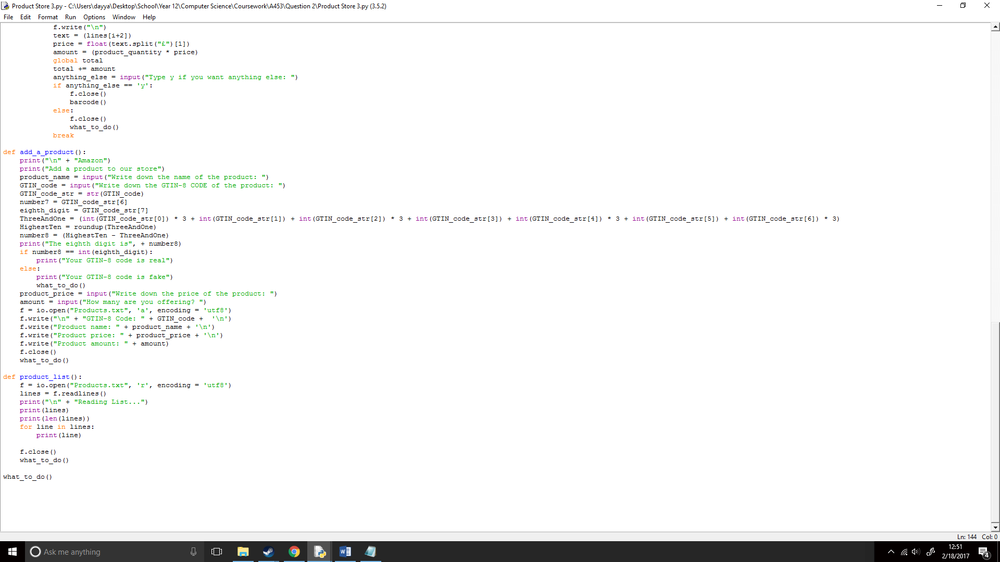 Product Store 3.py - C:\Users\dayya\Desktop\School\Year 12\Computer Science\Coursework\A453\Question 2\Product Store 3.py (3.5.2)
File Edit Format Run Options Window Help
            f.write("\n")
            text = (lines[i+2])
            price = float(text.split("£")[1])
            amount = (product_quantity * price)
            global total
            total += amount
            anything_else = input("Type y if you want anything else: ")
            if anything_else == 'y':
                f.close()
                barcode()
            else:
                f.close()
                what_to_do()
            break
def add_a_product():
    print("\n" + "Amazon")
    print("Add a product to our store")
    product_name = input("Write down the name of the product: ")
    GTIN_code = input("Write down the GTIN-8 CODE of the product: ")
    GTIN_code_str = str(GTIN_code)
    number7 = GTIN_code_str[6]
    eighth_digit = GTIN_code_str[7]
    ThreeAndOne = (int(GTIN_code_str[0]) * 3 + int(GTIN_code_str[1]) + int(GTIN_code_str[2]) * 3 + int(GTIN_code_str[3]) + int(GTIN_code_str[4]) * 3 + int(GTIN_code_str[5]) + int(GTIN_code_str[6]) * 3)
    HighestTen = roundup(ThreeAndOne)
    number8 = (HighestTen - ThreeAndOne)
    print("The eighth digit is", + number8)
    if number8 == int(eighth_digit):
        print("Your GTIN-8 code is real")
    else:
        print("Your GTIN-8 code is fake")
        what_to_do()
    product_price = input("Write down the price of the product: ")
    amount = input("How many are you offering? ")
    f = io.open("Products.txt", 'a', encoding = 'utf8')
    f.write("\n" + "GTIN-8 Code: " + GTIN_code +  '\n')
    f.write("Product name: " + product_name + '\n')
    f.write("Product price: " + product_price + '\n')
    f.write("Product amount: " + amount)
    f.close()
    what_to_do()
def product_list():
    f = io.open("Products.txt", 'r', encoding = 'utf8')
    lines = f.readlines()
    print("\n" + "Reading List...")
    print(lines)
    print(len(lines))
    for line in lines:
        print(line)
    f.close()
    what_to_do()
what_to_do()
Ln: 144 Col: 0
Ask me anything
12:51
2/18/2017
4